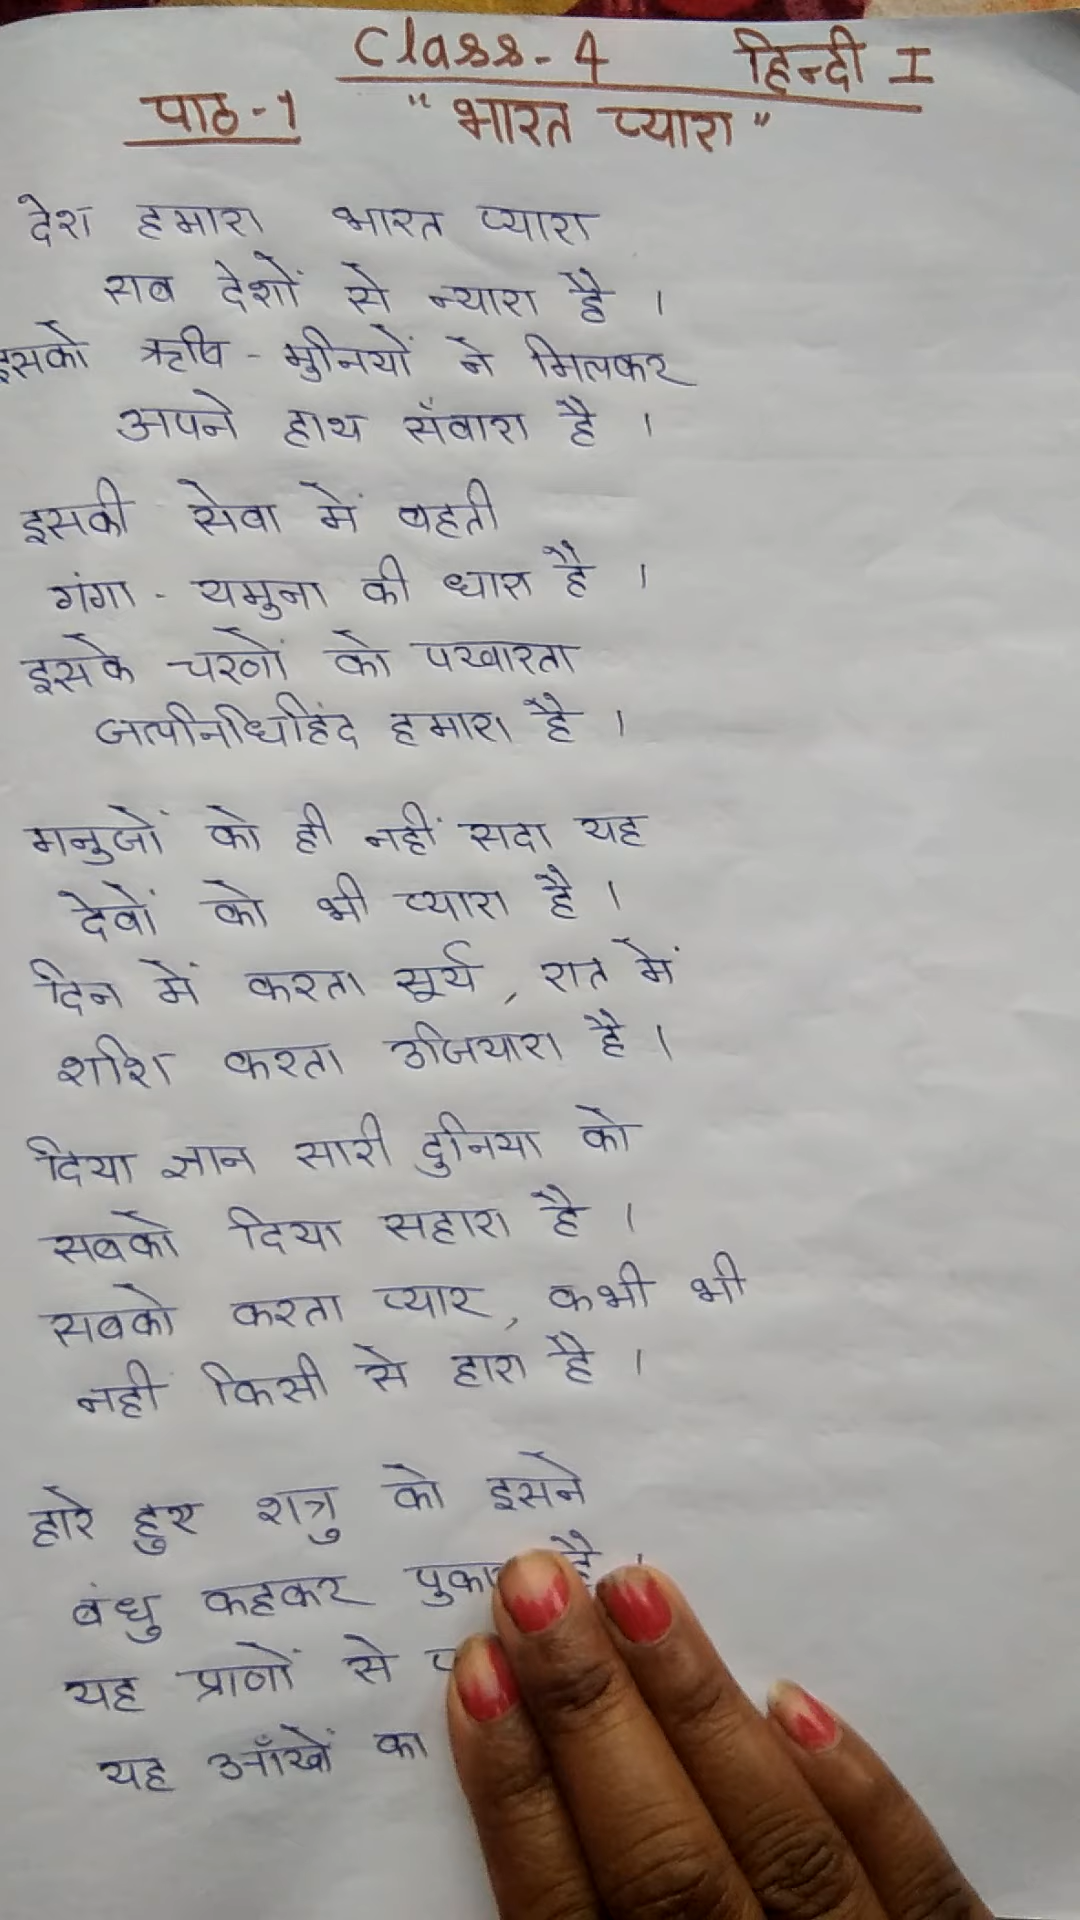 Class-4 हिन्दी I
पाठ-1 "भारत प्यारा"
देश हमारा भारत प्यारा
सब देशों से न्यारा है ।
इसको ऋषि - मुनियों ने मिलकर
अपने हाथ सँवारा है ।
इसकी सेवा में बहती
गंगा - यमुना की धारा है ।
इसके चरणों को पखारता
जलनिधिहिंद हमारा है ।
मनुजों को ही नहीं सदा यह
देवों को भी प्यारा है ।
दिन में करता सूर्य, रात में
शशि करता उजियारा है ।
दिया ज्ञान सारी दुनिया को
सबको दिया सहारा है ।
सबको करता प्यार, कभी भी
नहीं किसी से हारा है ।
हारे हुए शत्रु को इसने
बंधु कहकर है ।
यह प्राणों से
यह आँखों का